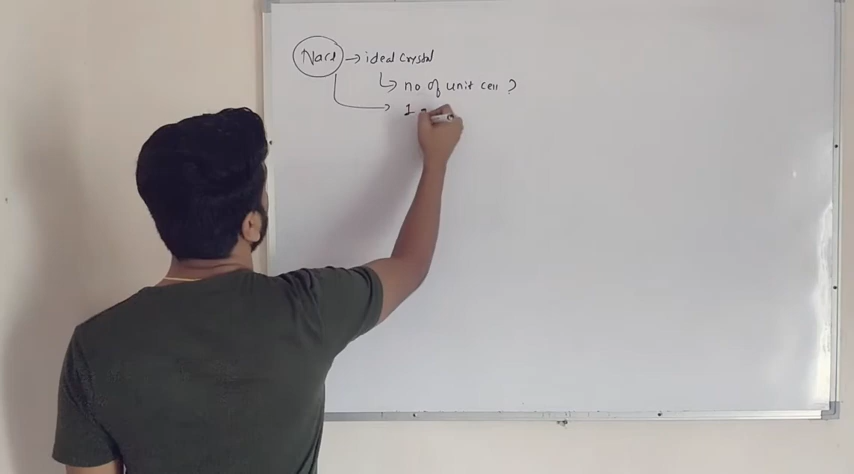 Nacl → ideal crystal
↳ no of unit cell ?
→ 1